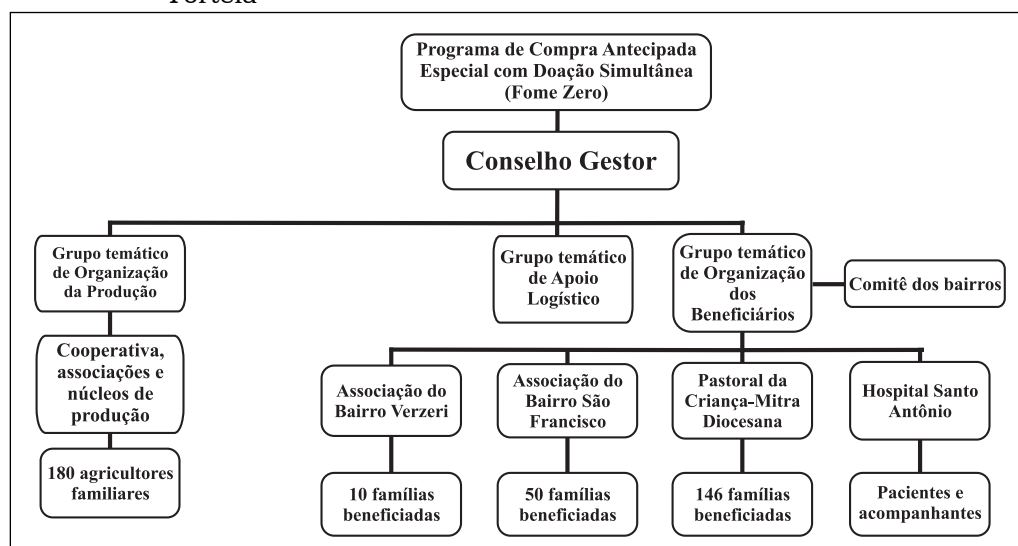 Programa de Compra Antecipada
Especial com Doação Simultânea
(Fome Zero)
Conselho Gestor
Grupo temático
de Organização
da Produção
Grupo temático
de Apoio
Logístico
Grupo temático
de Organização
dos
Beneficiários
Comitê dos bairros
Cooperativa,
associações e
núcleos de
produção
Associação do
Bairro Verzeri
Associação do
Bairro São
Francisco
Pastoral da
Criança-Mitra
Diocesana
Hospital Santo
Antônio
180 agricultores
familiares
10 famílias
beneficiadas
50 famílias
beneficiadas
146 famílias
beneficiadas
Pacientes e
acompanhantes